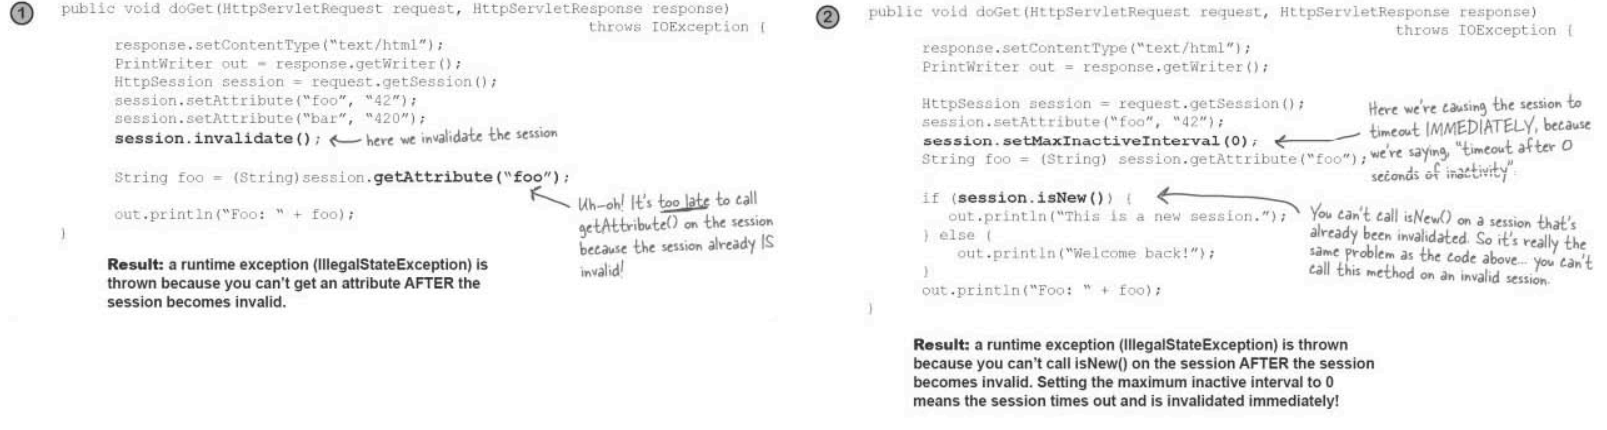 1
public void doGet(HttpServletRequest request, HttpServletResponse response)
throws IOException {
response.setContentType("text/html");
PrintWriter out = response.getWriter();
HttpSession session = request.getSession();
session.setAttribute("foo", "42");
session.setAttribute("bar", "420");
session.invalidate();
here we invalidate the session
String foo = (String)session.getAttribute("foo");
Uh-oh! It's too late to call
getAttribute() on the session
because the session already IS
invalid!
out.println("Foo: " + foo);
}
Result: a runtime exception (IllegalStateException) is
thrown because you can't get an attribute AFTER the
session becomes invalid.
2
public void doGet(HttpServletRequest request, HttpServletResponse response)
throws IOException {
response.setContentType("text/html");
PrintWriter out = response.getWriter();
HttpSession session = request.getSession();
session.setAttribute("foo", "42");
session.setMaxInactiveInterval(0);
String foo = (String) session.getAttribute("foo");
Here we're causing the session to
timeout IMMEDIATELY, because
we're saying, "timeout after 0
seconds of inactivity".
if (session.isNew()) {
out.println("This is a new session.");
} else {
out.println("Welcome back!");
}
out.println("Foo: " + foo);
}
You can't call isNew() on a session that's
already been invalidated. So it's really the
same problem as the code above... you can't
call this method on an invalid session.
Result: a runtime exception (IllegalStateException) is thrown
because you can't call isNew() on the session AFTER the session
becomes invalid. Setting the maximum inactive interval to 0
means the session times out and is invalidated immediately!